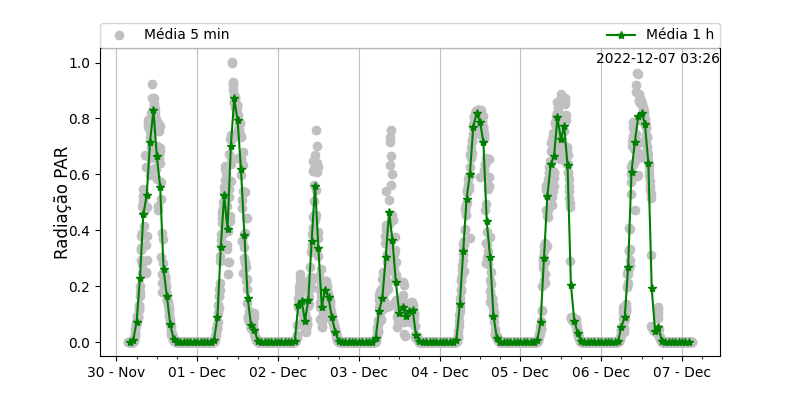 Média 5 min
Média 1 h
2022-12-07 03:26
Radiação PAR
1.0
0.8
0.6
0.4
0.2
0.0
30 - Nov
01 - Dec
02 - Dec
03 - Dec
04 - Dec
05 - Dec
06 - Dec
07 - Dec